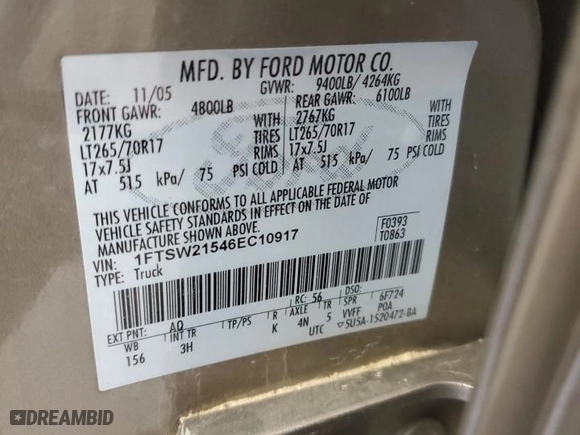 MFD. BY FORD MOTOR CO.
DATE: 11/05 GVWR: 9400LB/ 4264KG
FRONT GAWR: 4800LB REAR GAWR: 6100LB
2177KG WITH 2767KG WITH
LT265/70R17 TIRES LT265/70R17 TIRES
17x7.5J RIMS 17x7.5J RIMS
AT 515 kPa/ 75 PSI COLD AT 515 kPa/ 75 PSI COLD
THIS VEHICLE CONFORMS TO ALL APPLICABLE FEDERAL MOTOR
VEHICLE SAFETY STANDARDS IN EFFECT ON THE DATE OF
MANUFACTURE SHOWN ABOVE.
F0393
T0863
VIN: 1FTSW21546EC10917
TYPE: Truck
EXT PNT: AQ RC: 56 DSO: 6F724
WB INT TR TP/PS R AXLE TR SPR POA
156 3H K 4N 5 VVFF
UTC 5U5A-1520472-BA
DREAMBID